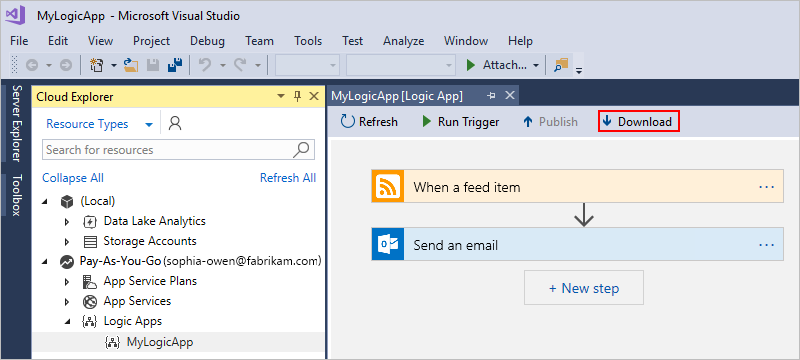 MyLogicApp - Microsoft Visual Studio
File Edit View Project Debug Team Tools Test Analyze Window Help
Attach...
Server Explorer
Toolbox
Cloud Explorer
Resource Types
Search for resources
Collapse All Refresh All
(Local)
Data Lake Analytics
Storage Accounts
Pay-As-You-Go (sophia-owen@fabrikam.com)
App Service Plans
App Services
Logic Apps
MyLogicApp
MyLogicApp [Logic App]
Refresh Run Trigger Publish Download
When a feed item ...
Send an email ...
+ New step